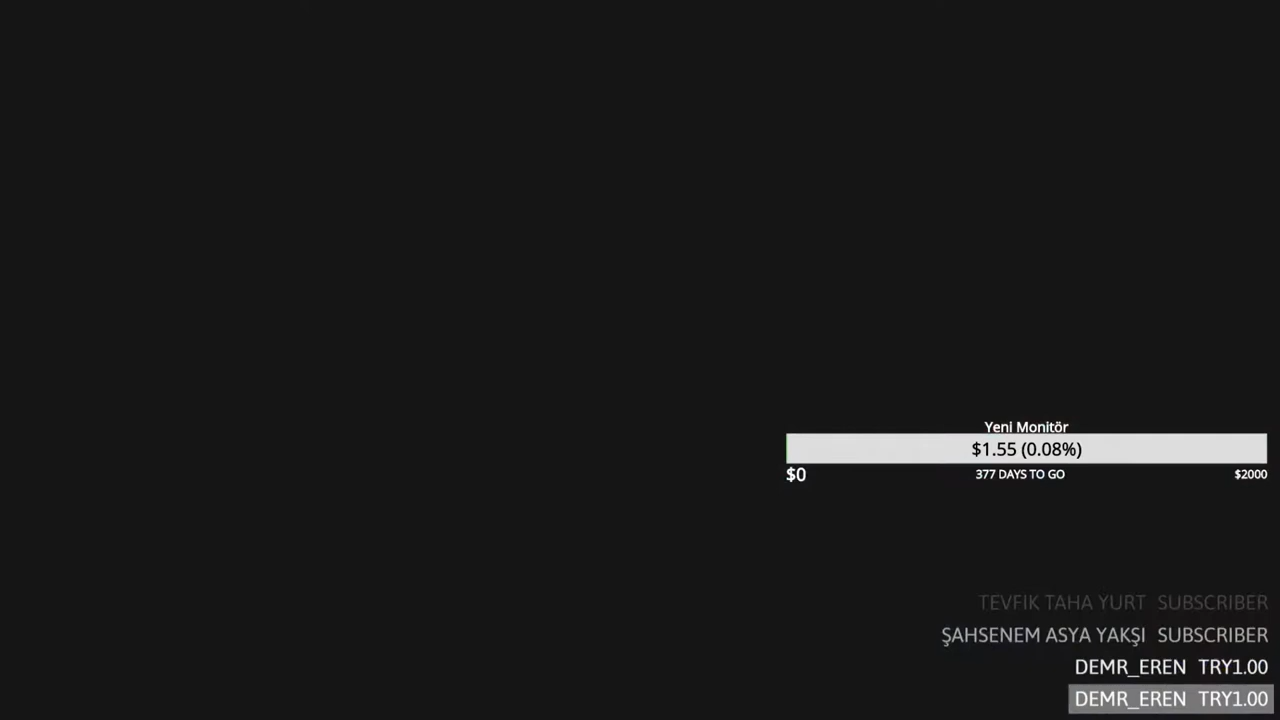 Yeni Monitör
$1.55 (0.08%)
$0 377 DAYS TO GO $2000
TEVFIK TAHA YURT SUBSCRIBER
ŞAHSENEM ASYA YAKŞI SUBSCRIBER
DEMR_EREN TRY1.00
DEMR_EREN TRY1.00